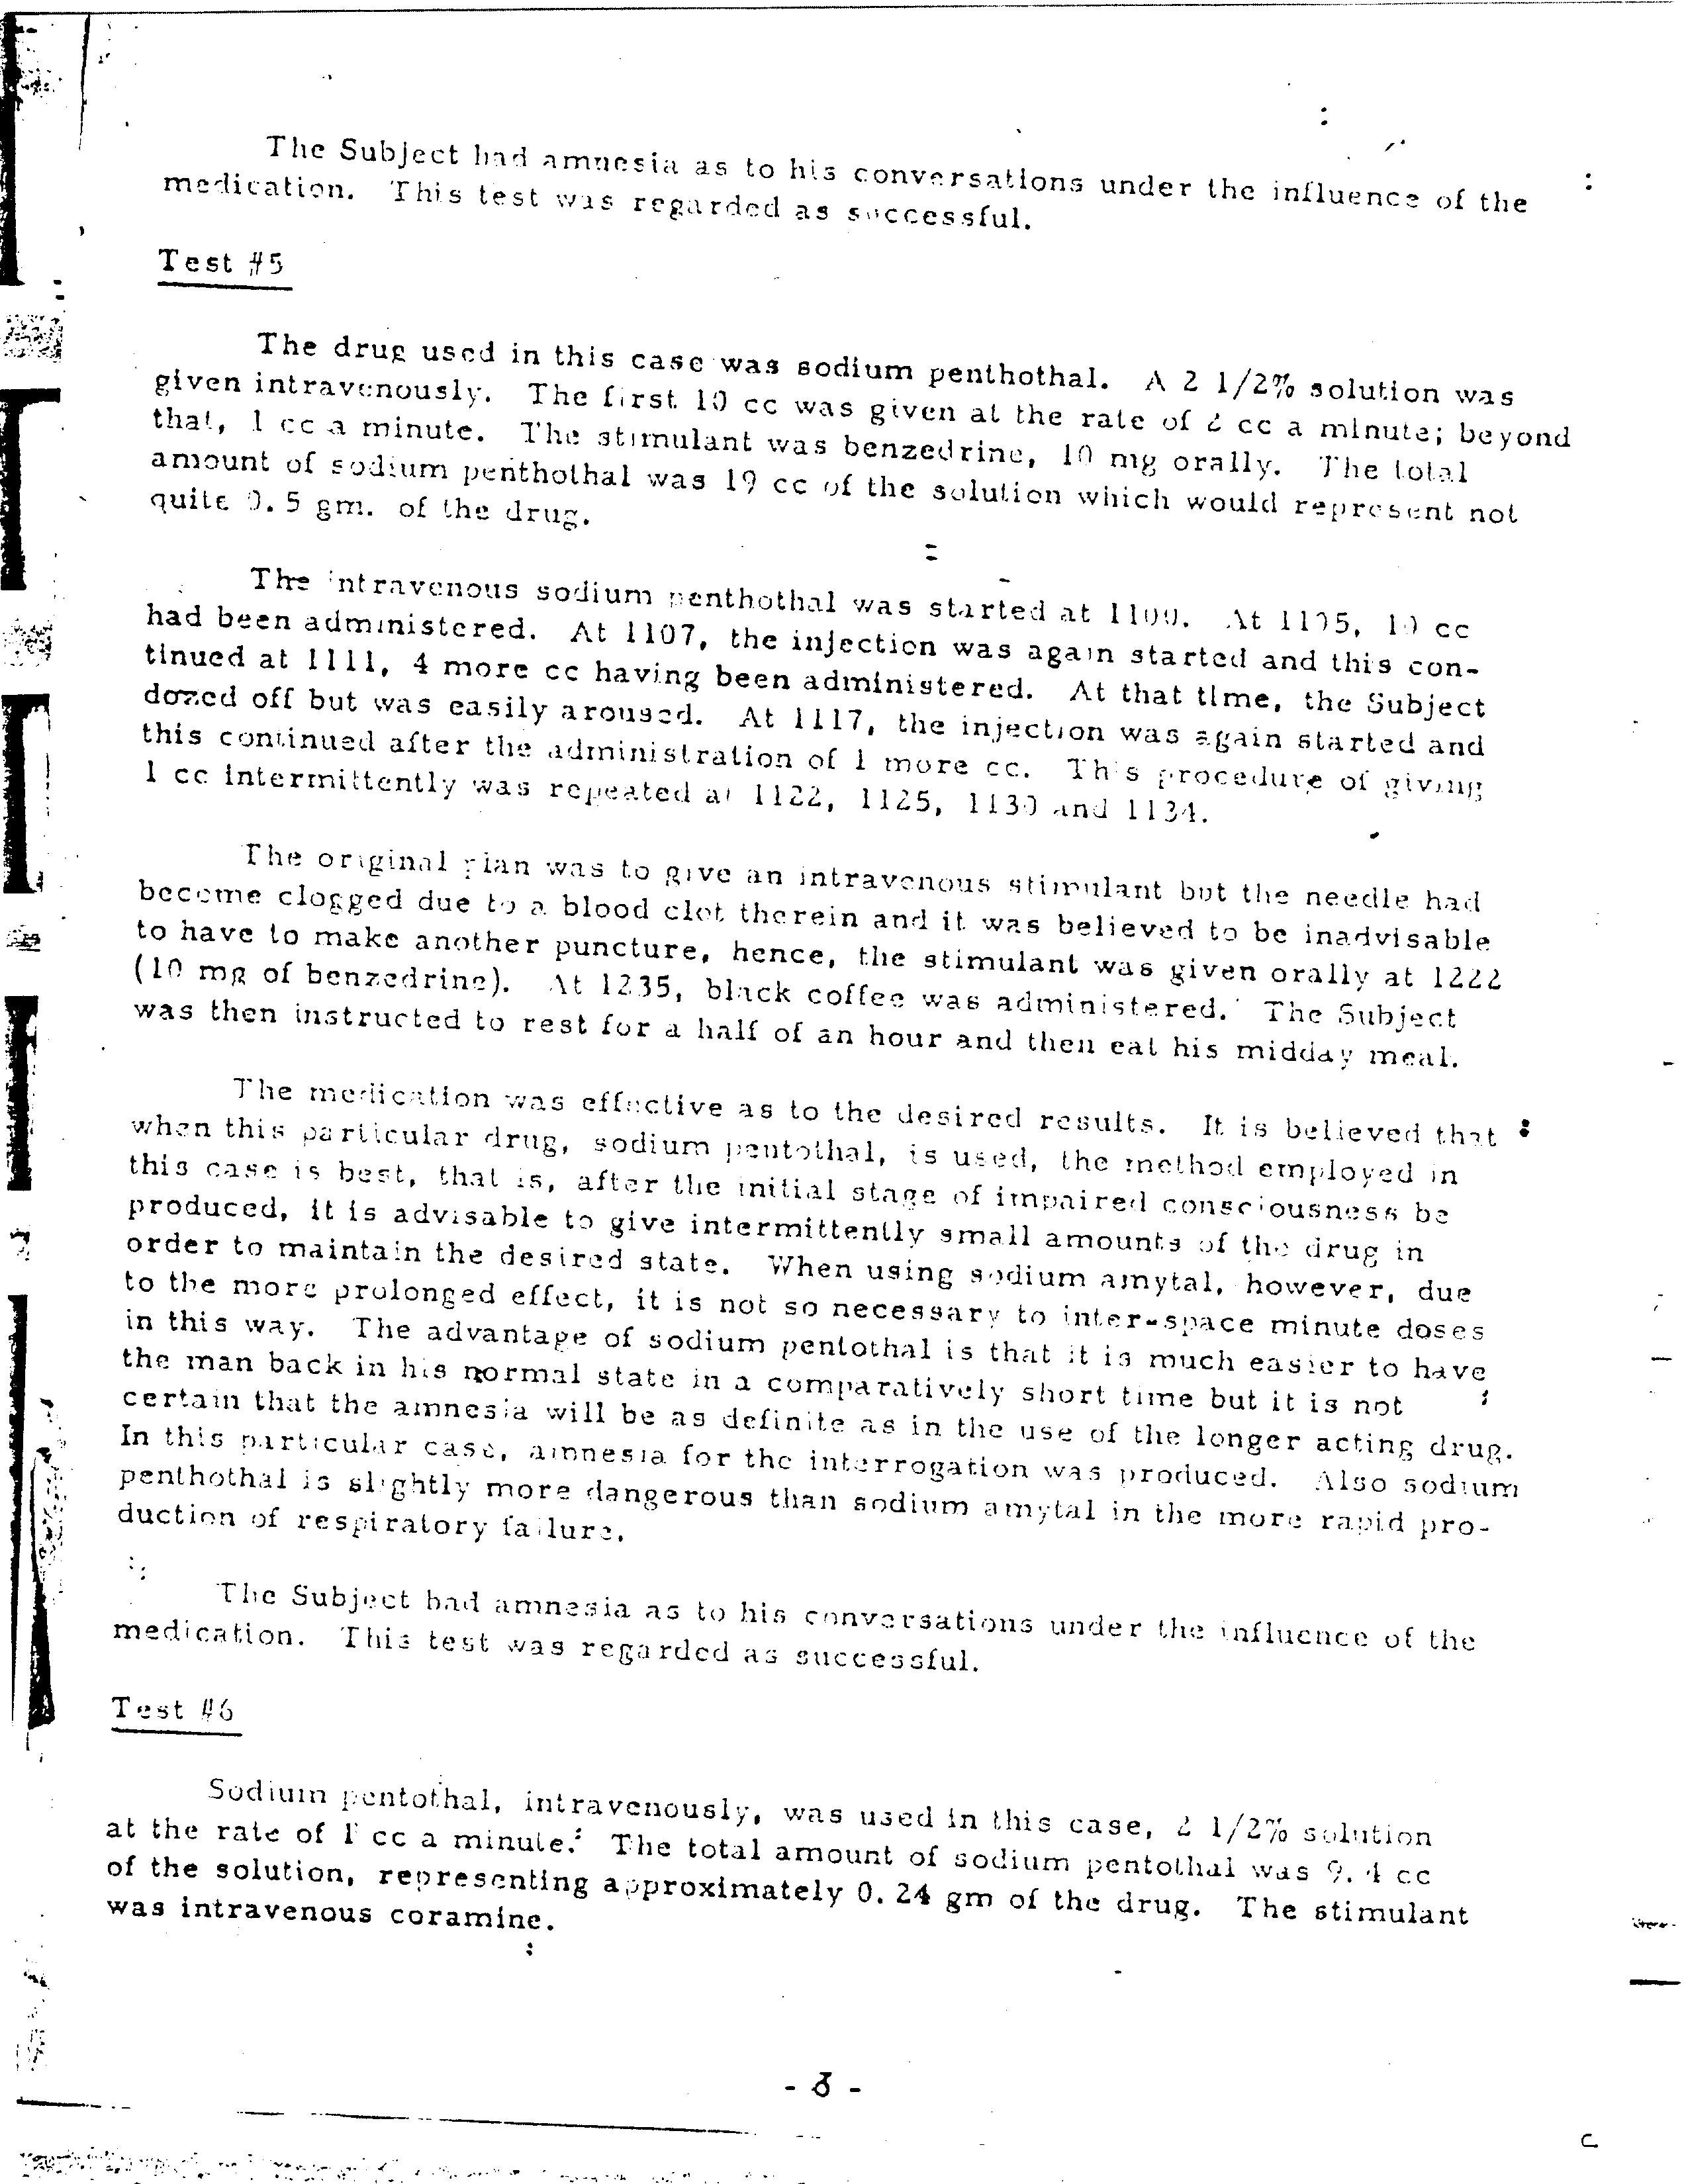 The Subject had amnesia as to his conversations under the influence of the
medication. This test was regarded as successful.
Test #5
The drug used in this case was sodium penthothal. A 2 1/2% solution was
given intravenously. The first 10 cc was given at the rate of 2 cc a minute; beyond
that, 1 cc a minute. The stimulant was benzedrine, 10 mg orally. The total
amount of sodium penthothal was 19 cc of the solution which would represent not
quite 0.5 gm. of the drug.
The intravenous sodium penthothal was started at 1100. At 1105, 10 cc
had been administered. At 1107, the injection was again started and this con-
tinued at 1111, 4 more cc having been administered. At that time, the Subject
dozed off but was easily aroused. At 1117, the injection was again started and
this continued after the administration of 1 more cc. This procedure of giving
1 cc intermittently was repeated at 1122, 1125, 1130 and 1134.
The original plan was to give an intravenous stimulant but the needle had
become clogged due to a blood clot therein and it was believed to be inadvisable
to have to make another puncture, hence, the stimulant was given orally at 1222
(10 mg of benzedrine). At 1235, black coffee was administered. The Subject
was then instructed to rest for a half of an hour and then eat his midday meal.
The medication was effective as to the desired results. It is believed that
when this particular drug, sodium pentothal, is used, the method employed in
this case is best, that is, after the initial stage of impaired consciousness be
produced, it is advisable to give intermittently small amounts of the drug in
order to maintain the desired state. When using sodium amytal, however, due
to the more prolonged effect, it is not so necessary to inter-space minute doses
in this way. The advantage of sodium pentothal is that it is much easier to have
the man back in his normal state in a comparatively short time but it is not
certain that the amnesia will be as definite as in the use of the longer acting drug.
In this particular case, amnesia for the interrogation was produced. Also sodium
penthothal is slightly more dangerous than sodium amytal in the more rapid pro-
duction of respiratory failure.
The Subject had amnesia as to his conversations under the influence of the
medication. This test was regarded as successful.
Test #6
Sodium pentothal, intravenously, was used in this case, 2 1/2% solution
at the rate of 1 cc a minute. The total amount of sodium pentothal was 9.4 cc
of the solution, representing approximately 0.24 gm of the drug. The stimulant
was intravenous coramine.
- 8 -